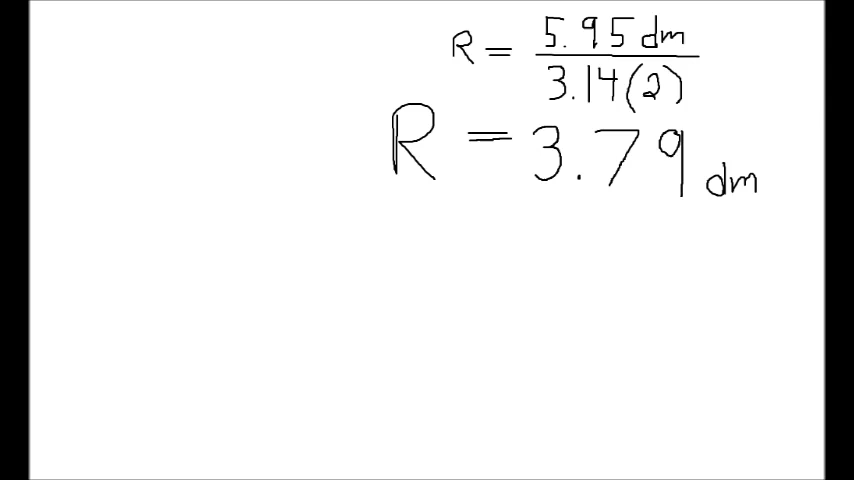 R = 5.95 dm / 3.14(2)
R = 3.79 dm